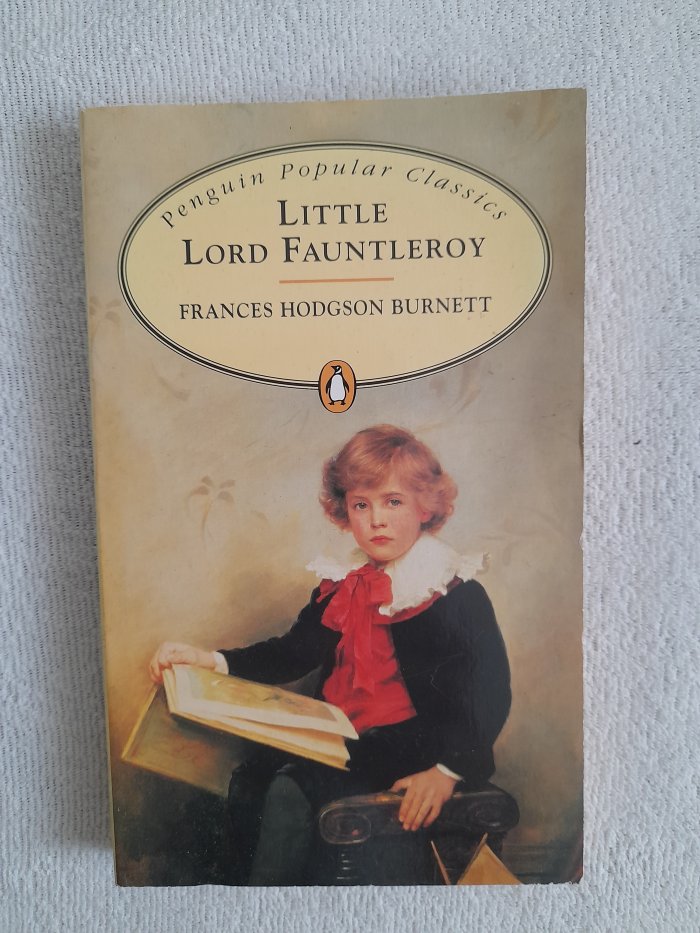 Penguin Popular Classics
LITTLE
LORD FAUNTLEROY
FRANCES HODGSON BURNETT